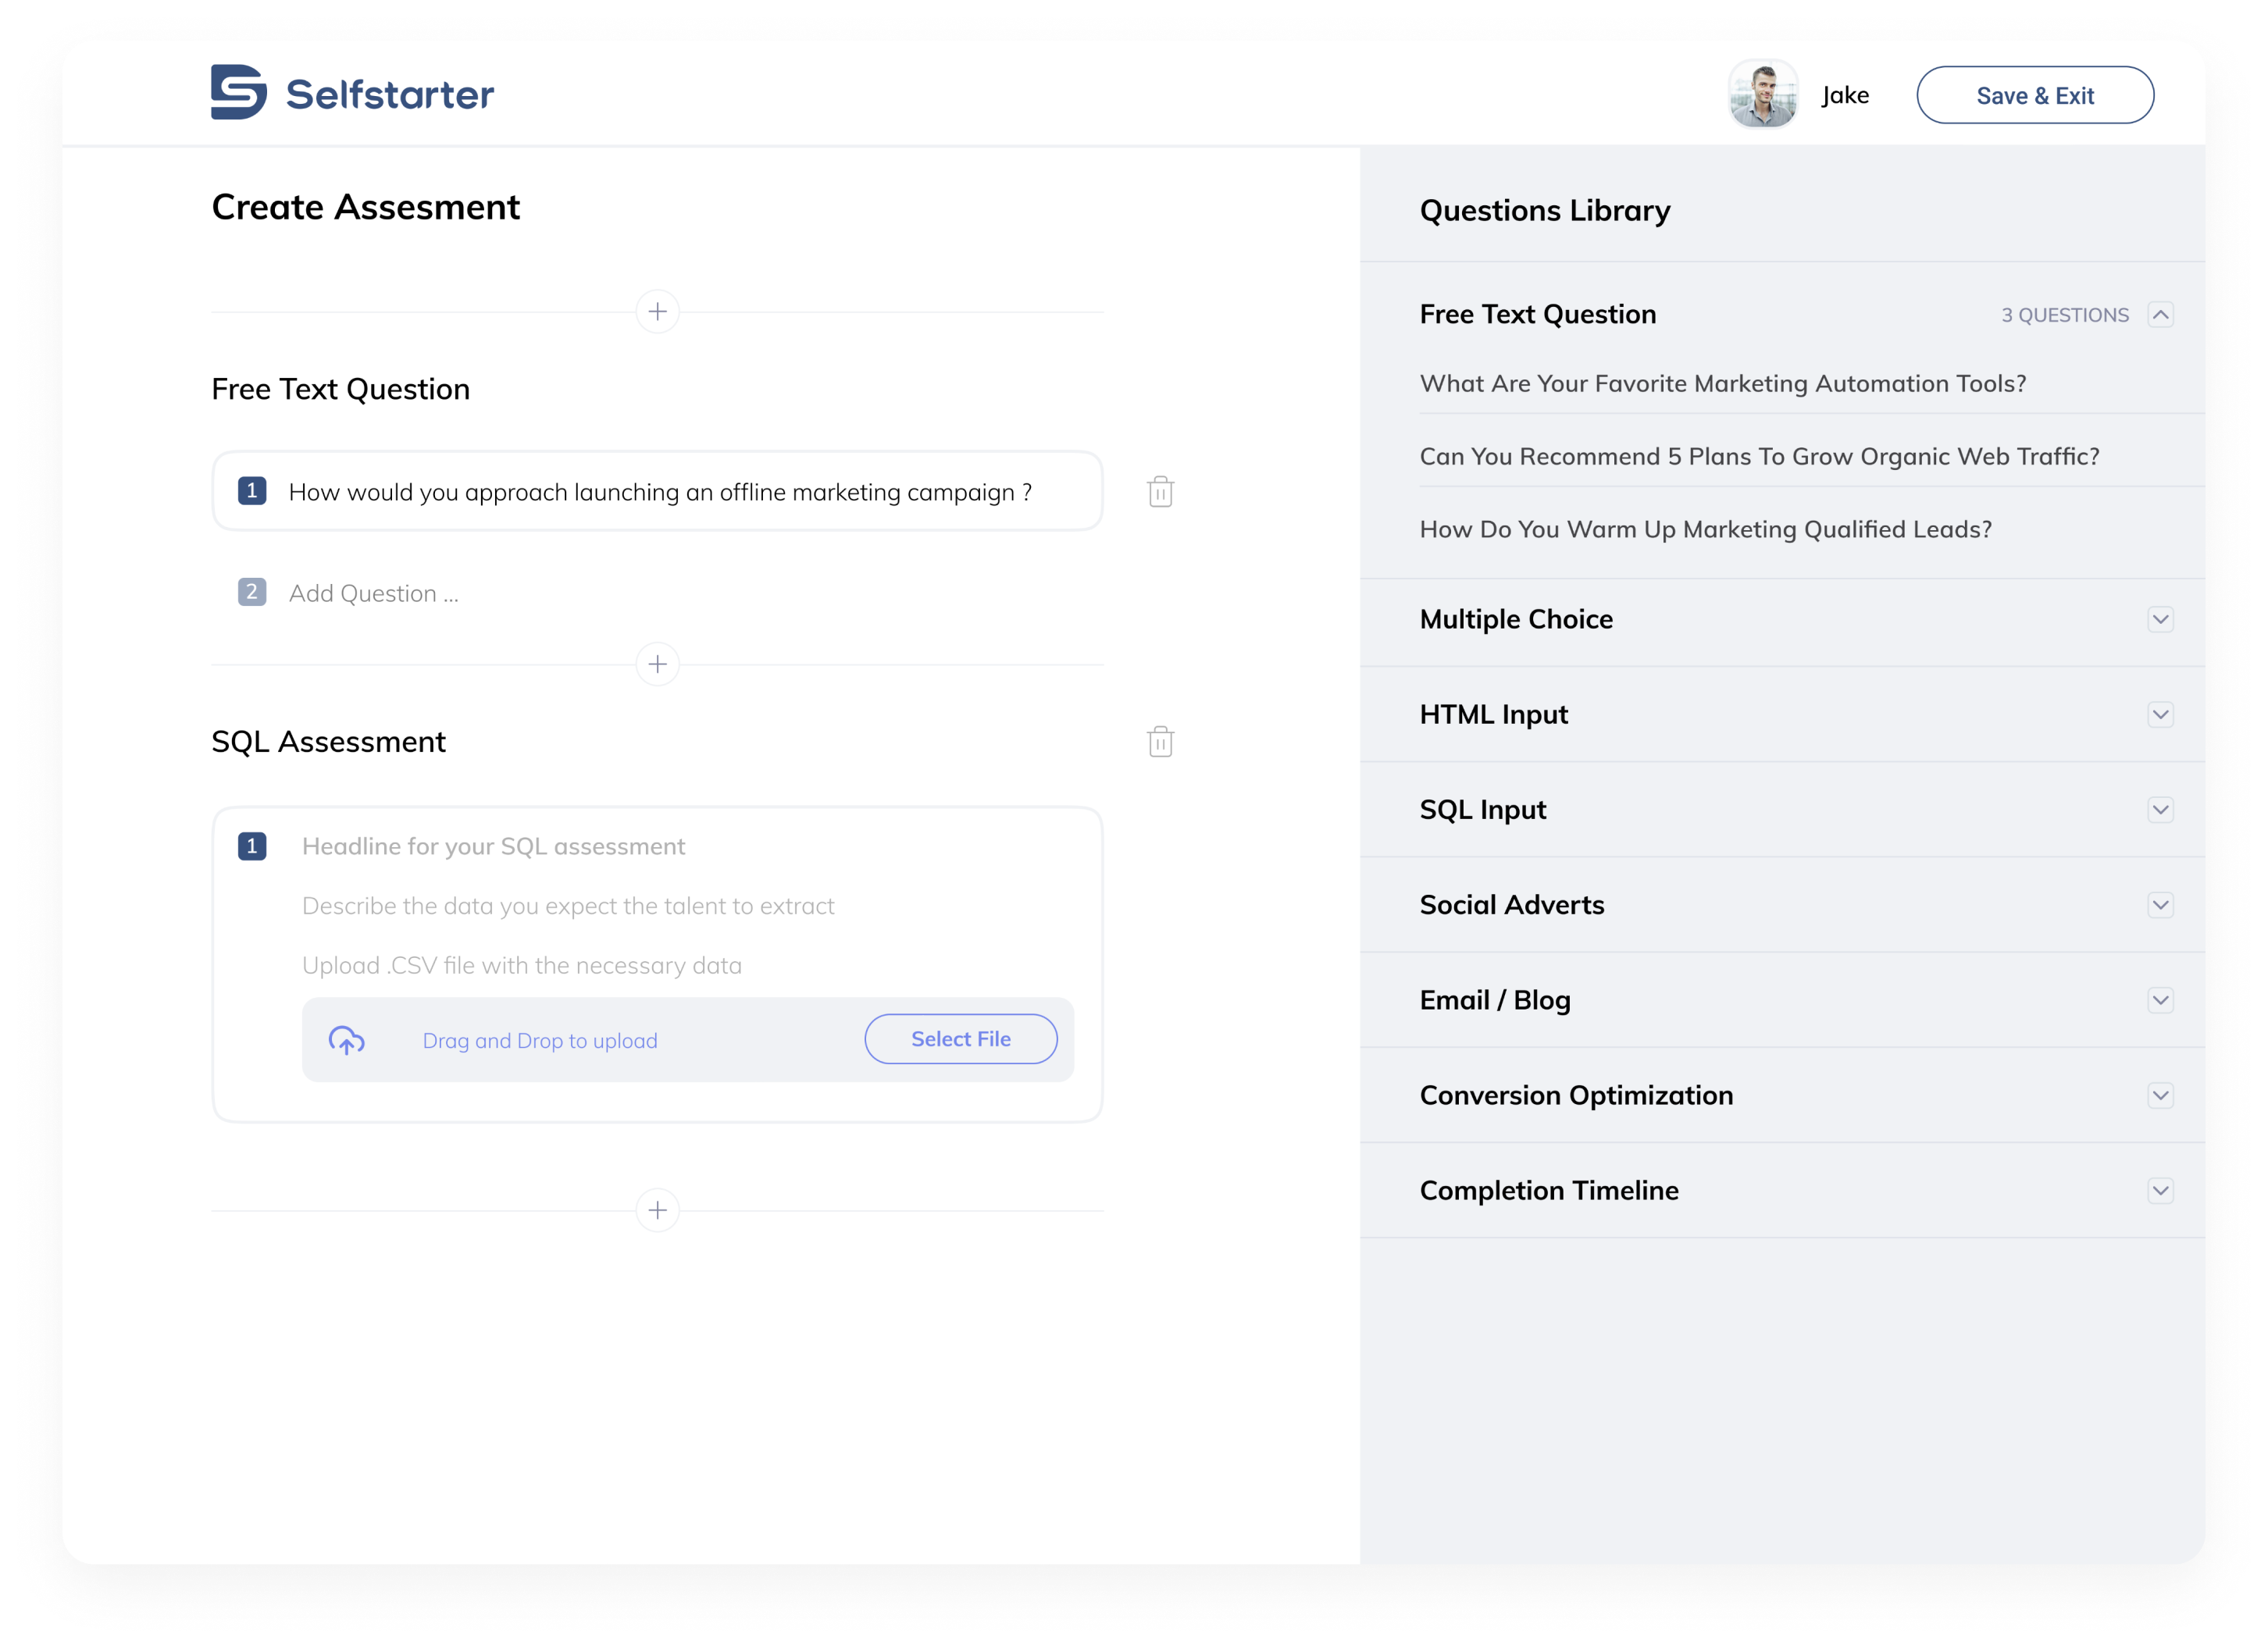 Selfstarter
Jake
Save & Exit
Create Assesment
Free Text Question
1 How would you approach launching an offline marketing campaign ?
2 Add Question ...
SQL Assessment
1 Headline for your SQL assessment
Describe the data you expect the talent to extract
Upload .CSV file with the necessary data
Drag and Drop to upload
Select File
Questions Library
Free Text Question 3 QUESTIONS
What Are Your Favorite Marketing Automation Tools?
Can You Recommend 5 Plans To Grow Organic Web Traffic?
How Do You Warm Up Marketing Qualified Leads?
Multiple Choice
HTML Input
SQL Input
Social Adverts
Email / Blog
Conversion Optimization
Completion Timeline